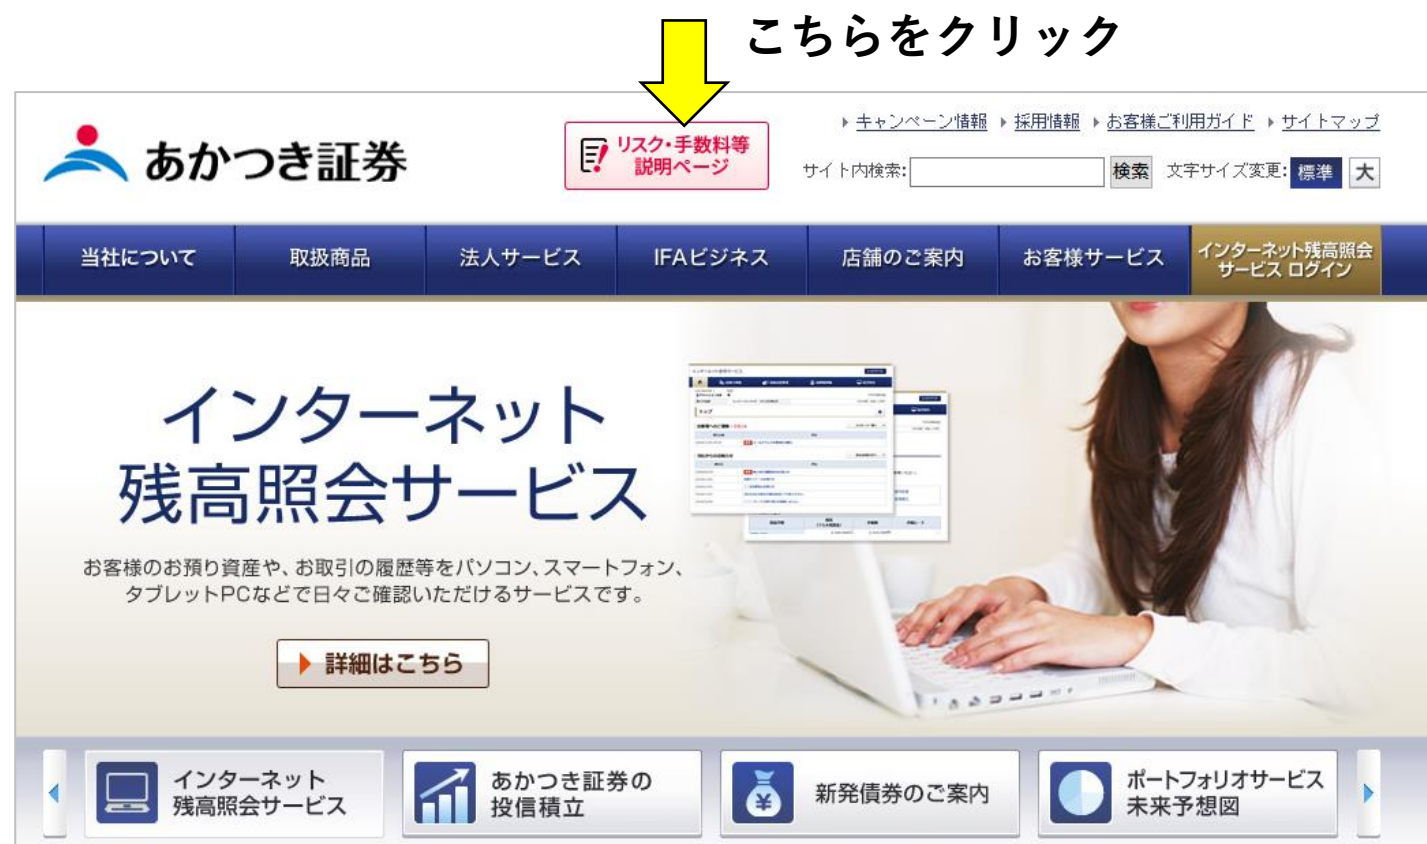 こちらをクリック
あかつき証券
リスク・手数料等
説明ページ
キャンペーン情報
採用情報
お客様ご利用ガイド
サイトマップ
サイト内検索:
検索
文字サイズ変更:
標準
大
当社について
取扱商品
法人サービス
IFAビジネス
店舗のご案内
お客様サービス
インターネット残高照会
サービス ログイン
インターネット
残高照会サービス
お客様のお預り資産や、お取引の履歴等をパソコン、スマートフォン、
タブレットPCなどで日々ご確認いただけるサービスです。
詳細はこちら
トップ
インターネット
残高照会サービス
あかつき証券の
投信積立
新発債券のご案内
ポートフォリオサービス
未来予想図